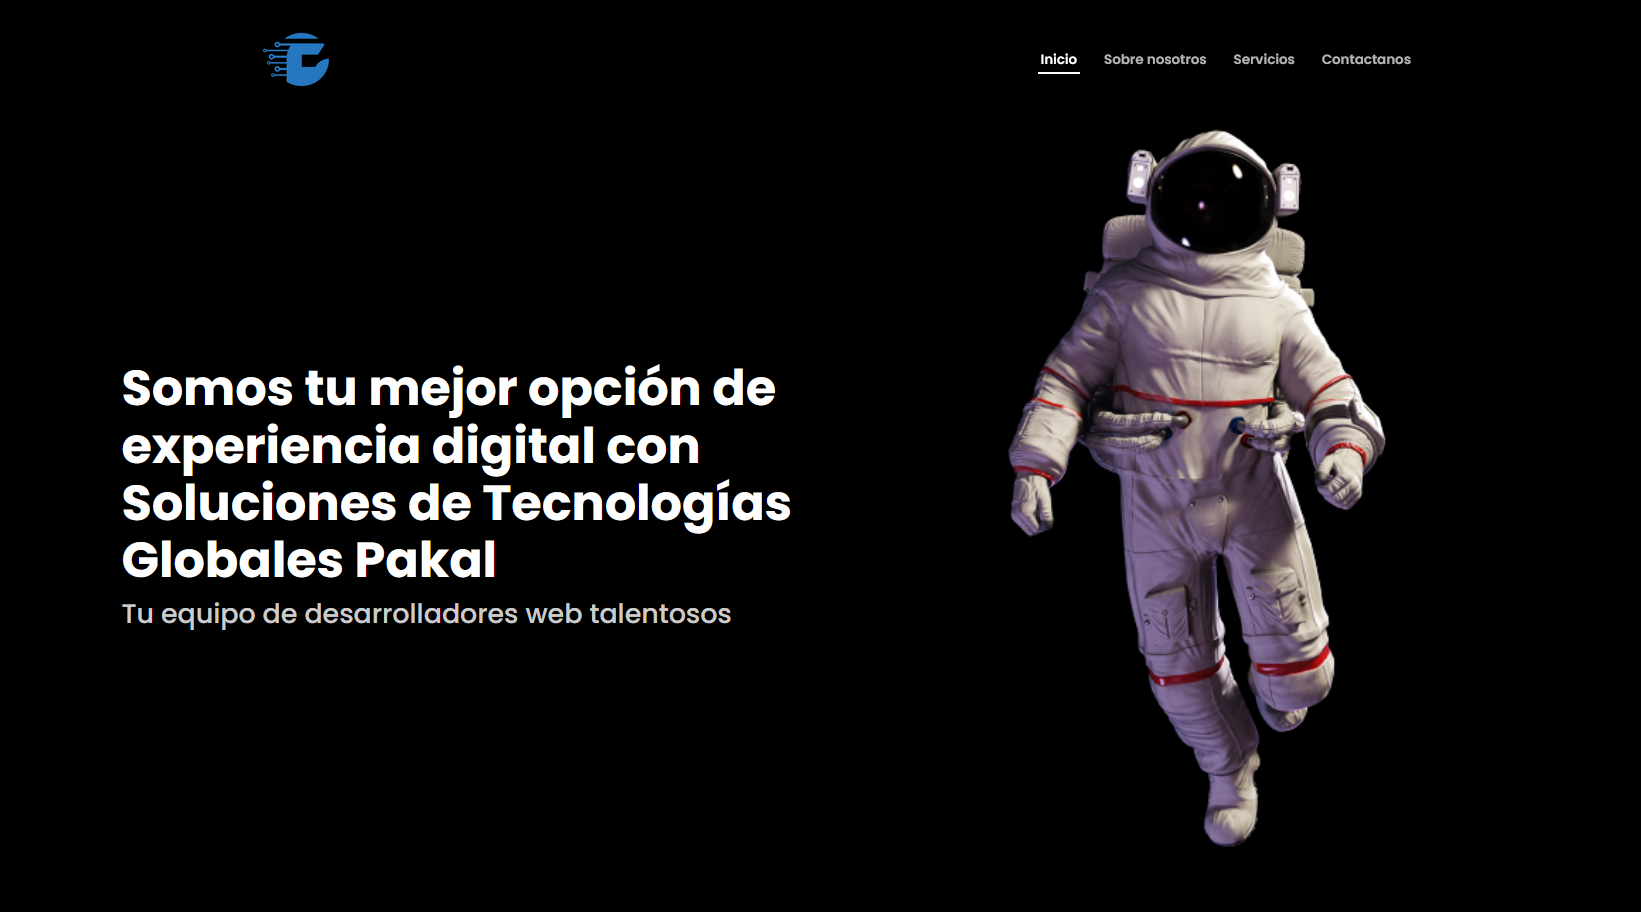 Inicio Sobre nosotros Servicios Contactanos
Somos tu mejor opción de
experiencia digital con
Soluciones de Tecnologías
Globales Pakal
Tu equipo de desarrolladores web talentosos